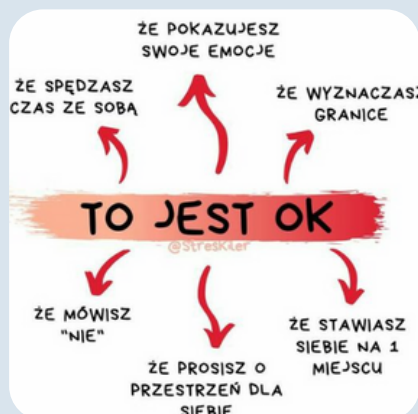 ŻE POKAZUJESZ
SWOJE EMOCJE
ŻE SPĘDZASZ
CZAS ZE SOBĄ
ŻE WYZNACZASZ
GRANICE
TO JEST OK
@StresKiler
ŻE MÓWISZ
"NIE"
ŻE PROSISZ O
PRZESTRZEŃ DLA
SIEBIE
ŻE STAWIASZ
SIEBIE NA 1
MIEJSCU